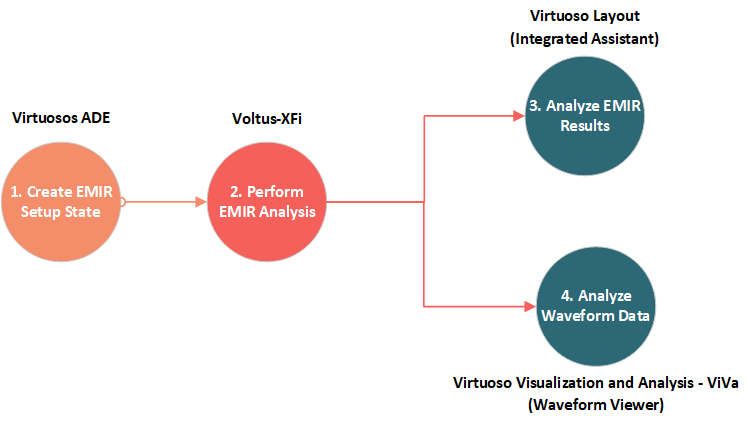 Virtuoso Layout
(Integrated Assistant)
3. Analyze EMIR
Results
Virtuosos ADE
Voltus-XFi
1. Create EMIR
Setup State
2. Perform
EMIR Analysis
4. Analyze
Waveform Data
Virtuoso Visualization and Analysis - ViVa
(Waveform Viewer)